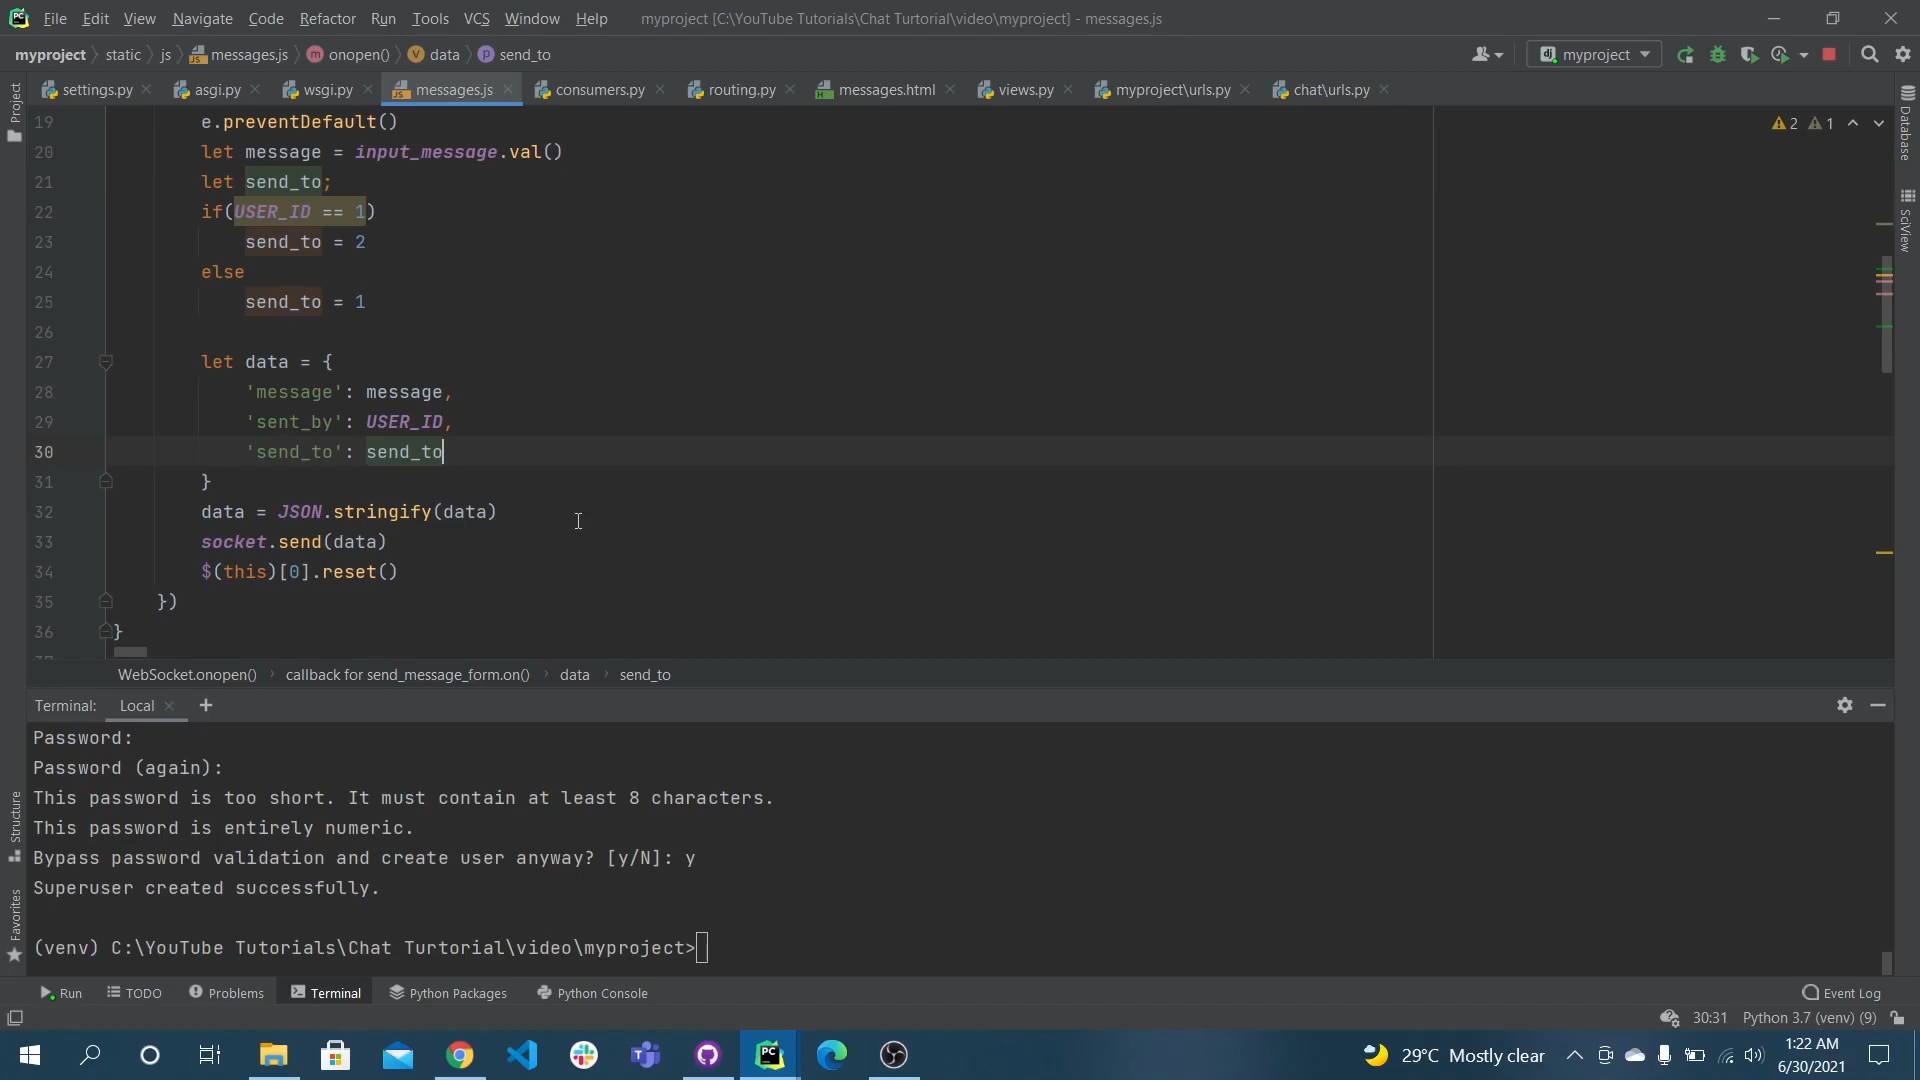 File Edit View Navigate Code Refactor Run Tools VCS Window Help myproject [C:\YouTube Tutorials\Chat Turtorial\video\myproject] - messages.js
myproject static js messages.js onopen() data send_to myproject
settings.py asgi.py wsgi.py messages.js consumers.py routing.py messages.html views.py myproject\urls.py chat\urls.py
Project
Database
SciView
Structure
Favorites
2 1
19 e.preventDefault()
20 let message = input_message.val()
21 let send_to;
22 if(USER_ID == 1)
23 send_to = 2
24 else
25 send_to = 1
26
27 let data = {
28 'message': message,
29 'sent_by': USER_ID,
30 'send_to': send_to
31 }
32 data = JSON.stringify(data)
33 socket.send(data)
34 $(this)[0].reset()
35 })
36 }
WebSocket.onopen() callback for send_message_form.on() data send_to
Terminal: Local
Password:
Password (again):
This password is too short. It must contain at least 8 characters.
This password is entirely numeric.
Bypass password validation and create user anyway? [y/N]: y
Superuser created successfully.
(venv) C:\YouTube Tutorials\Chat Turtorial\video\myproject>
Run TODO Problems Terminal Python Packages Python Console Event Log
30:31 Python 3.7 (venv) (9)
29°C Mostly clear 1:22 AM
6/30/2021